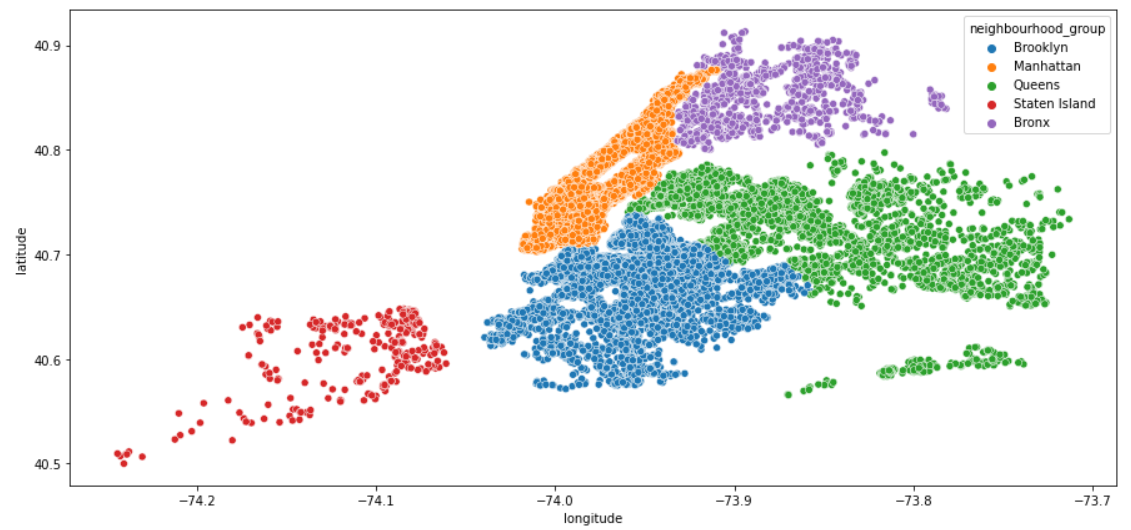 neighbourhood_group
Brooklyn
Manhattan
Queens
Staten Island
Bronx
40.9
40.8
40.7
40.6
40.5
latitude
−74.2
−74.1
−74.0
−73.9
−73.8
−73.7
longitude